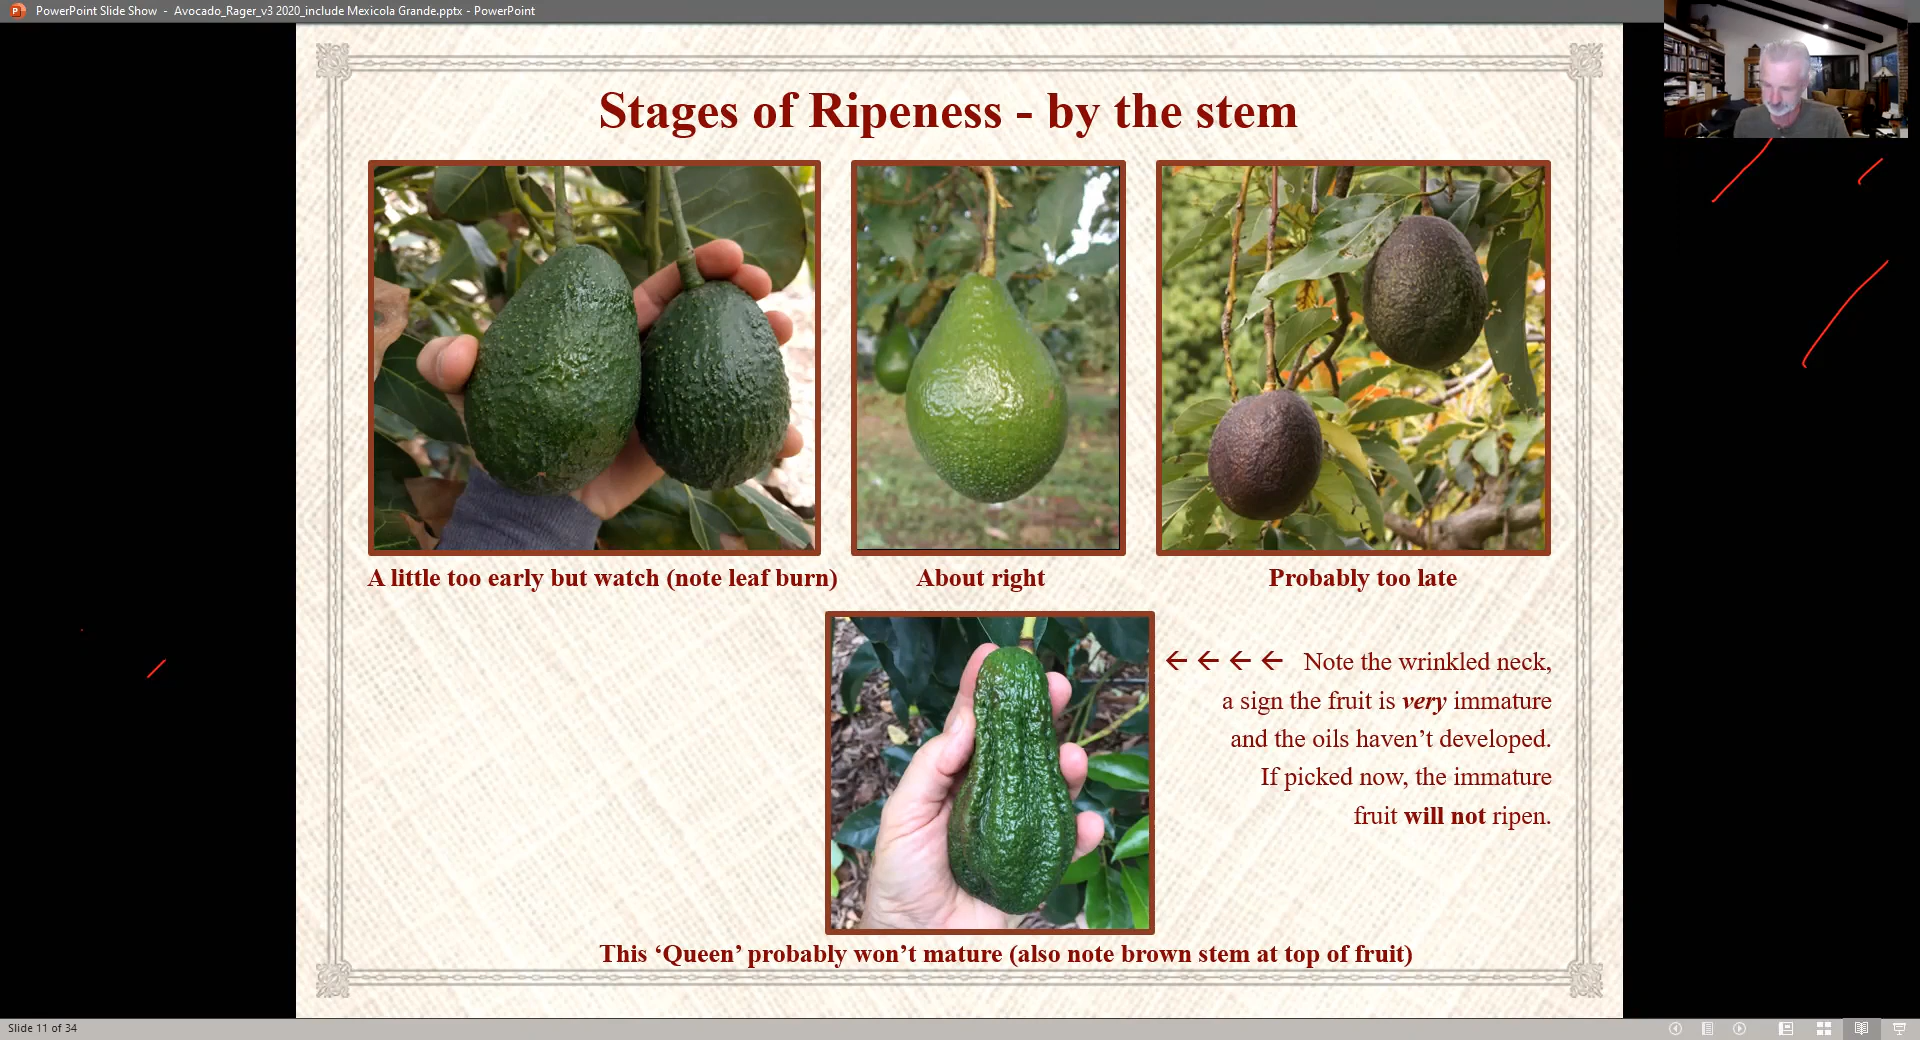 PowerPoint Slide Show - Avocado_Rager_v3 2020_include Mexicola Grande.pptx - PowerPoint
Stages of Ripeness - by the stem
A little too early but watch (note leaf burn)
About right
Probably too late
← ← ← ← Note the wrinkled neck,
a sign the fruit is very immature
and the oils haven’t developed.
If picked now, the immature
fruit will not ripen.
This ‘Queen’ probably won’t mature (also note brown stem at top of fruit)
Slide 11 of 34